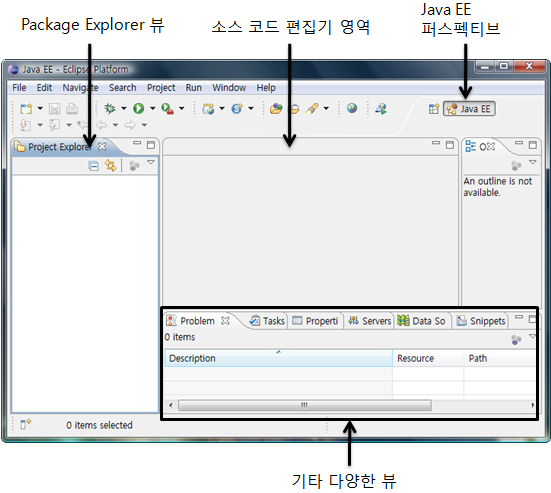 Package Explorer 뷰
소스 코드 편집기 영역
Java EE
퍼스펙티브
Java EE - Eclipse Platform
File Edit Navigate Search Project Run Window Help
Java EE
Project Explorer
O
An outline is not
available.
Problem Tasks Properti Servers Data So Snippets
0 items
Description Resource Path
0 items selected
기타 다양한 뷰